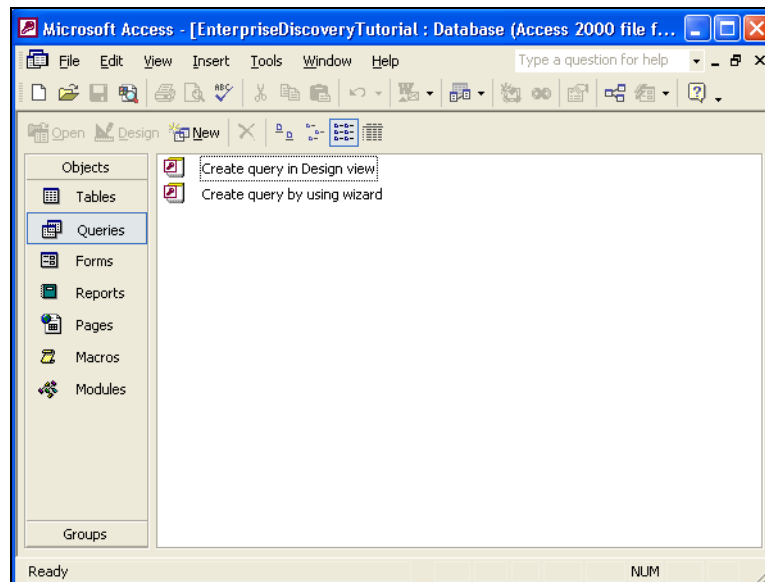 Microsoft Access - [EnterpriseDiscoveryTutorial : Database (Access 2000 file f...
File Edit View Insert Tools Window Help Type a question for help
ABC
Open Design New
Objects
Create query in Design view
Tables
Create query by using wizard
Queries
Forms
Reports
Pages
Macros
Modules
Groups
Ready NUM